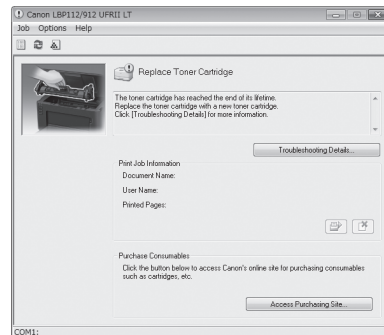 Canon LBP112/912 UFRII LT
Job Options Help
Replace Toner Cartridge
The toner cartridge has reached the end of its lifetime.
Replace the toner cartridge with a new toner cartridge.
Click [Troubleshooting Details] for more information.
Troubleshooting Details...
Print Job Information
Document Name:
User Name:
Printed Pages:
Purchase Consumables
Click the button below to access Canon's online site for purchasing consumables
such as cartridges, etc.
Access Purchasing Site...
COM1: